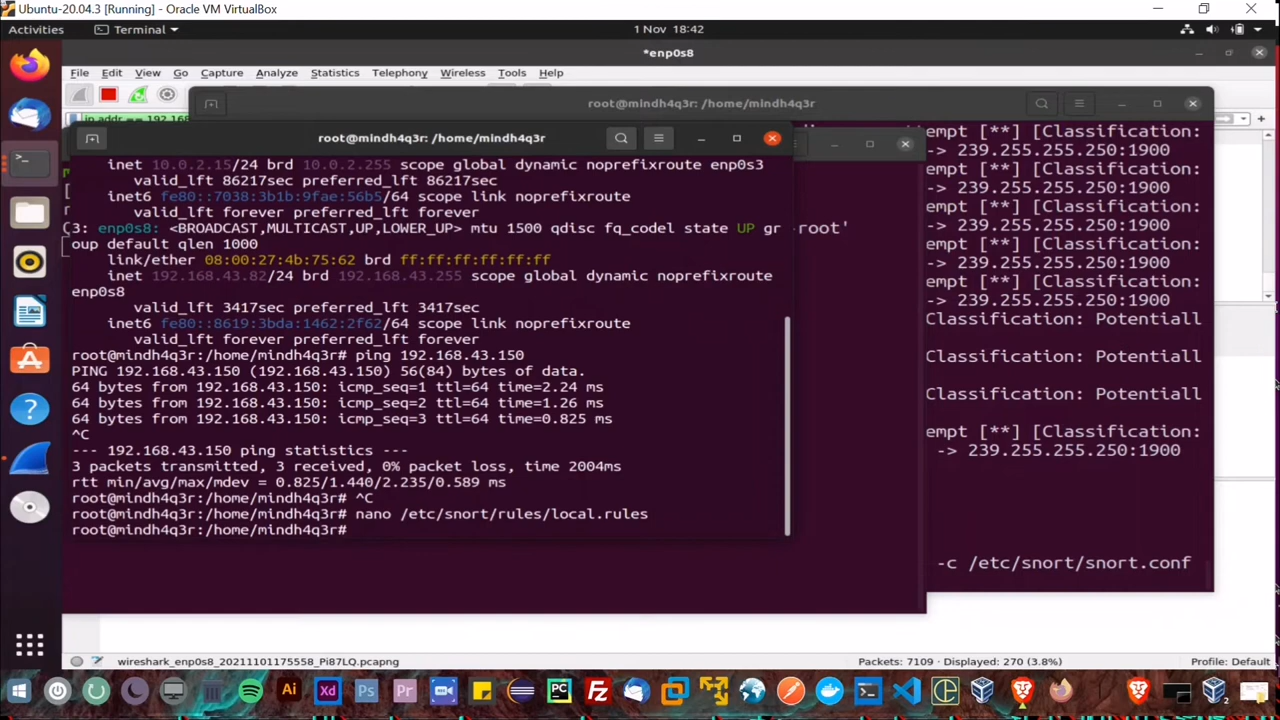 Ubuntu-20.04.3 [Running] - Oracle VM VirtualBox
Activities
Terminal
1 Nov 18:42
*enp0s8
File Edit View Go Capture Analyze Statistics Telephony Wireless Tools Help
root@mindh4q3r: /home/mindh4q3r
ip.addr == 192.168
root@mindh4q3r: /home/mindh4q3r
inet 10.0.2.15/24 brd 10.0.2.255 scope global dynamic noprefixroute enp0s3
valid_lft 86217sec preferred_lft 86217sec
inet6 fe80::7038:3b1b:9fae:56b5/64 scope link noprefixroute
valid_lft forever preferred_lft forever
3: enp0s8: <BROADCAST,MULTICAST,UP,LOWER_UP> mtu 1500 qdisc fq_codel state UP gr
oup default qlen 1000
link/ether 08:00:27:4b:75:62 brd ff:ff:ff:ff:ff:ff
inet 192.168.43.82/24 brd 192.168.43.255 scope global dynamic noprefixroute
enp0s8
valid_lft 3417sec preferred_lft 3417sec
inet6 fe80::8619:3bda:1462:2f62/64 scope link noprefixroute
valid_lft forever preferred_lft forever
root@mindh4q3r:/home/mindh4q3r# ping 192.168.43.150
PING 192.168.43.150 (192.168.43.150) 56(84) bytes of data.
64 bytes from 192.168.43.150: icmp_seq=1 ttl=64 time=2.24 ms
64 bytes from 192.168.43.150: icmp_seq=2 ttl=64 time=1.26 ms
64 bytes from 192.168.43.150: icmp_seq=3 ttl=64 time=0.825 ms
^C
--- 192.168.43.150 ping statistics ---
3 packets transmitted, 3 received, 0% packet loss, time 2004ms
rtt min/avg/max/mdev = 0.825/1.440/2.235/0.589 ms
root@mindh4q3r:/home/mindh4q3r# ^C
root@mindh4q3r:/home/mindh4q3r# nano /etc/snort/rules/local.rules
root@mindh4q3r:/home/mindh4q3r#
-root'
empt [**] [Classification:
-> 239.255.255.250:1900
empt [**] [Classification:
-> 239.255.255.250:1900
empt [**] [Classification:
-> 239.255.255.250:1900
empt [**] [Classification:
-> 239.255.255.250:1900
empt [**] [Classification:
-> 239.255.255.250:1900
Classification: Potentiall
Classification: Potentiall
Classification: Potentiall
empt [**] [Classification:
-> 239.255.255.250:1900
-c /etc/snort/snort.conf
wireshark_enp0s8_20211101175558_Pi87LQ.pcapng
Packets: 7109 · Displayed: 270 (3.8%)
Profile: Default
Ai
Xd
Ps
Pr
PC
FZ
2